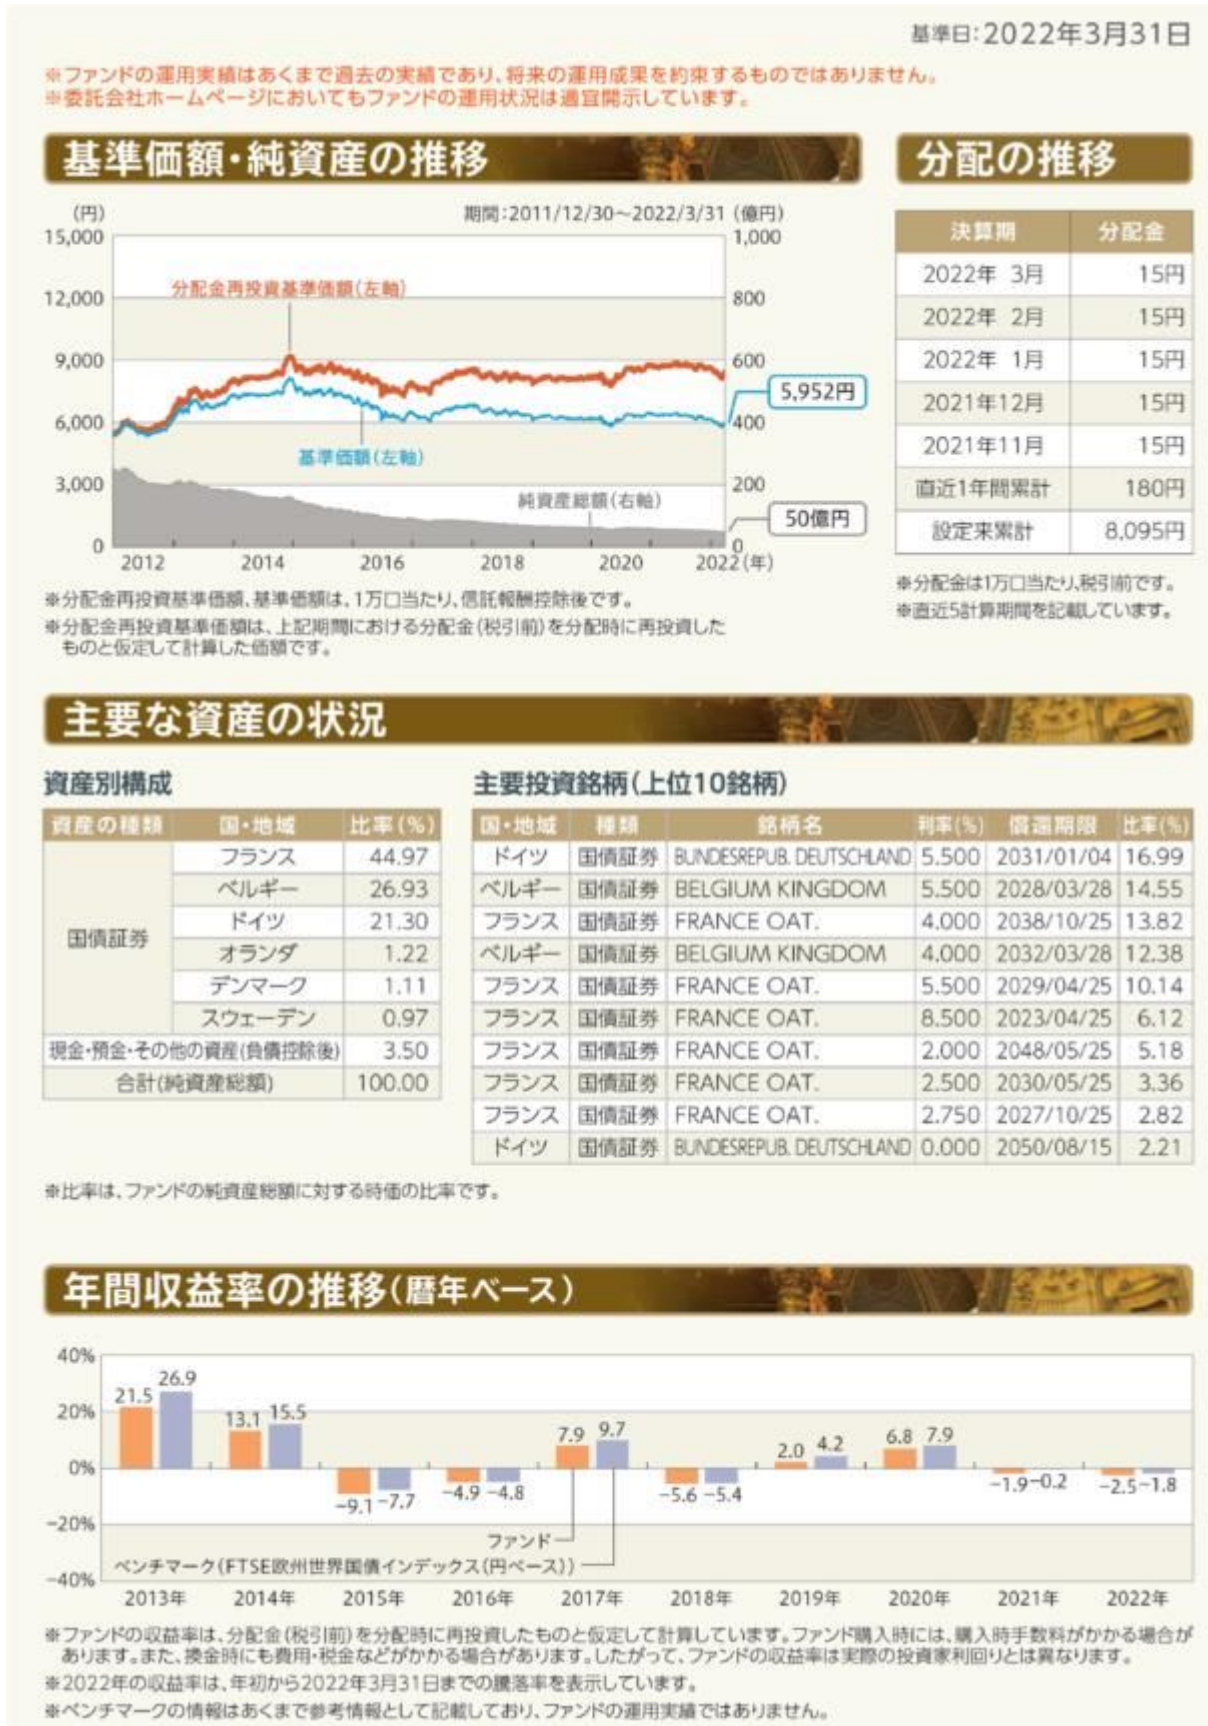 基準日:2022年3月31日
※ファンドの運用実績はあくまで過去の実績であり、将来の運用成果を約束するものではありません。
※委託会社ホームページにおいてもファンドの運用状況は適宜開示しています。
基準価額・純資産の推移
(円)
期間:2011/12/30~2022/3/31 (億円)
15,000
1,000
分配金再投資基準価額(左軸)
12,000
800
9,000
600
5,952円
6,000
400
基準価額(左軸)
3,000
200
純資産総額(右軸)
50億円
0
0
2012 2014 2016 2018 2020 2022(年)
※分配金再投資基準価額、基準価額は、1万口当たり、信託報酬控除後です。
※分配金再投資基準価額は、上記期間における分配金(税引前)を分配時に再投資した
ものと仮定して計算した価額です。
分配の推移
決算期 分配金
2022年 3月 15円
2022年 2月 15円
2022年 1月 15円
2021年12月 15円
2021年11月 15円
直近1年間累計 180円
設定来累計 8,095円
※分配金は1万口当たり、税引前です。
※直近5計算期間を記載しています。
主要な資産の状況
資産別構成
資産の種類 国・地域 比率(%)
国債証券
フランス 44.97
ベルギー 26.93
ドイツ 21.30
オランダ 1.22
デンマーク 1.11
スウェーデン 0.97
現金・預金・その他の資産(負債控除後) 3.50
合計(純資産総額) 100.00
主要投資銘柄(上位10銘柄)
国・地域 種類 銘柄名 利率(%) 償還期限 比率(%)
ドイツ 国債証券 BUNDESREPUB. DEUTSCHLAND 5.500 2031/01/04 16.99
ベルギー 国債証券 BELGIUM KINGDOM 5.500 2028/03/28 14.55
フランス 国債証券 FRANCE OAT. 4.000 2038/10/25 13.82
ベルギー 国債証券 BELGIUM KINGDOM 4.000 2032/03/28 12.38
フランス 国債証券 FRANCE OAT. 5.500 2029/04/25 10.14
フランス 国債証券 FRANCE OAT. 8.500 2023/04/25 6.12
フランス 国債証券 FRANCE OAT. 2.000 2048/05/25 5.18
フランス 国債証券 FRANCE OAT. 2.500 2030/05/25 3.36
フランス 国債証券 FRANCE OAT. 2.750 2027/10/25 2.82
ドイツ 国債証券 BUNDESREPUB. DEUTSCHLAND 0.000 2050/08/15 2.21
※比率は、ファンドの純資産総額に対する時価の比率です。
年間収益率の推移(暦年ベース)
40%
20%
0%
-20%
-40%
21.5 26.9
13.1 15.5
-9.1 -7.7
-4.9 -4.8
7.9 9.7
-5.6 -5.4
2.0 4.2
6.8 7.9
-1.9 -0.2
-2.5 -1.8
ファンド
ベンチマーク(FTSE欧州世界国債インデックス(円ベース))
2013年 2014年 2015年 2016年 2017年 2018年 2019年 2020年 2021年 2022年
※ファンドの収益率は、分配金(税引前)を分配時に再投資したものと仮定して計算しています。ファンド購入時には、購入時手数料がかかる場合が
あります。また、換金時にも費用・税金などがかかる場合があります。したがって、ファンドの収益率は実際の投資家利回りとは異なります。
※2022年の収益率は、年初から2022年3月31日までの騰落率を表示しています。
※ベンチマークの情報はあくまで参考情報として記載しており、ファンドの運用実績ではありません。